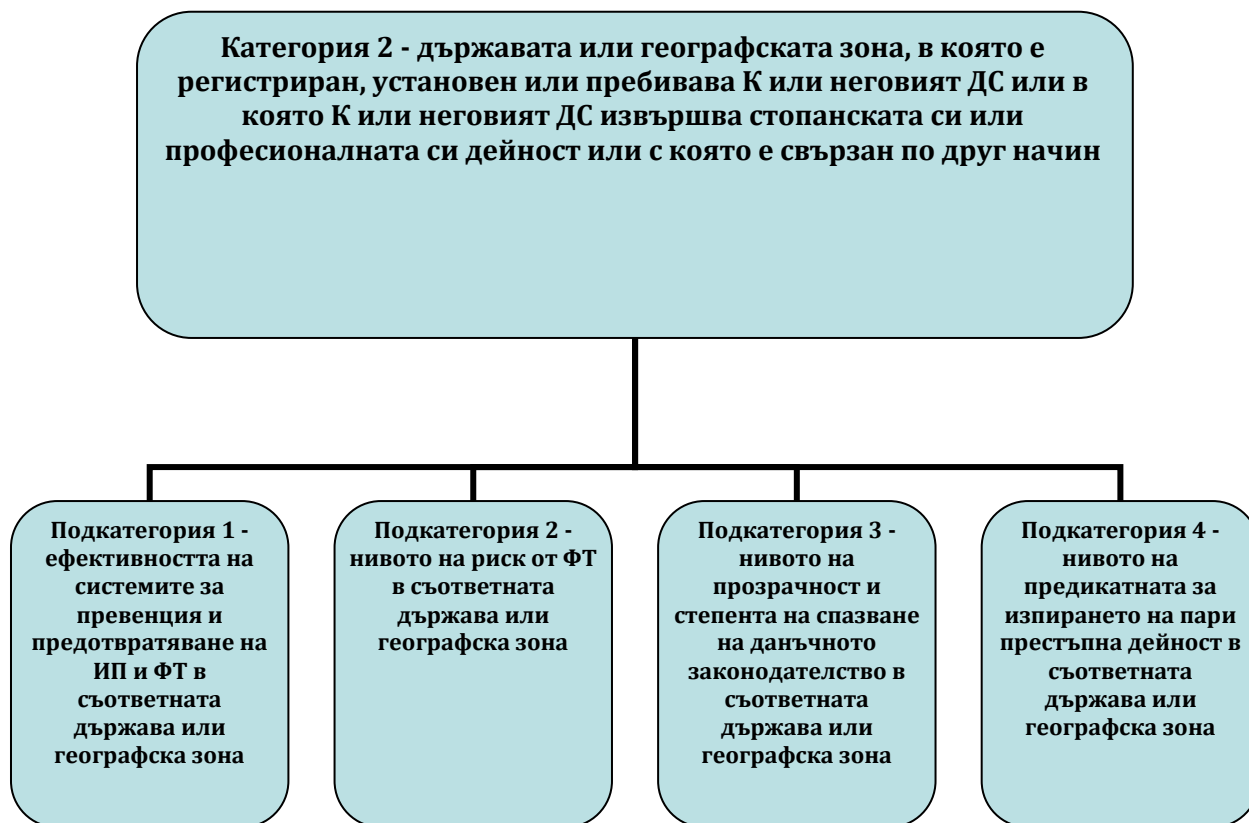 Категория 2 - държавата или географската зона, в която е
регистриран, установен или пребивава К или неговият ДС или в
която К или неговият ДС извършва стопанската си или
професионалната си дейност или с която е свързан по друг начин
Подкатегория 1 -
ефективността на
системите за
превенция и
предотвратяване на
ИП и ФТ в
съответната
държава или
географска зона
Подкатегория 2 -
нивото на риск от ФТ
в съответната
държава или
географска зона
Подкатегория 3 -
нивото на
прозрачност и
степента на спазване
на данъчното
законодателство в
съответната
държава или
географска зона
Подкатегория 4 -
нивото на
предикатната за
изпирането на пари
престъпна дейност в
съответната
държава или
географска зона